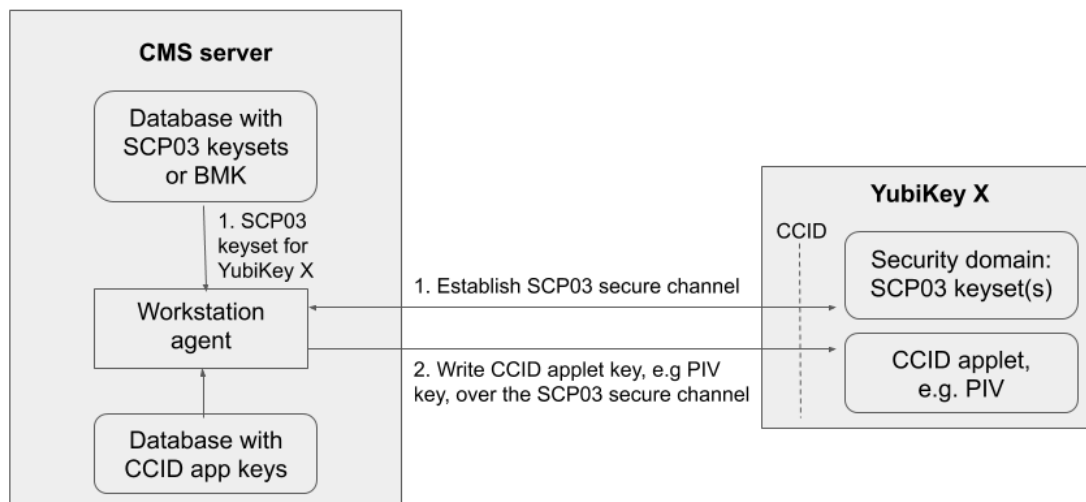 CMS server
Database with
SCP03 keysets
or BMK
1. SCP03
keyset for
YubiKey X
Workstation
agent
Database with
CCID app keys
1. Establish SCP03 secure channel
2. Write CCID applet key, e.g PIV
key, over the SCP03 secure channel
YubiKey X
CCID
Security domain:
SCP03 keyset(s)
CCID applet,
e.g. PIV